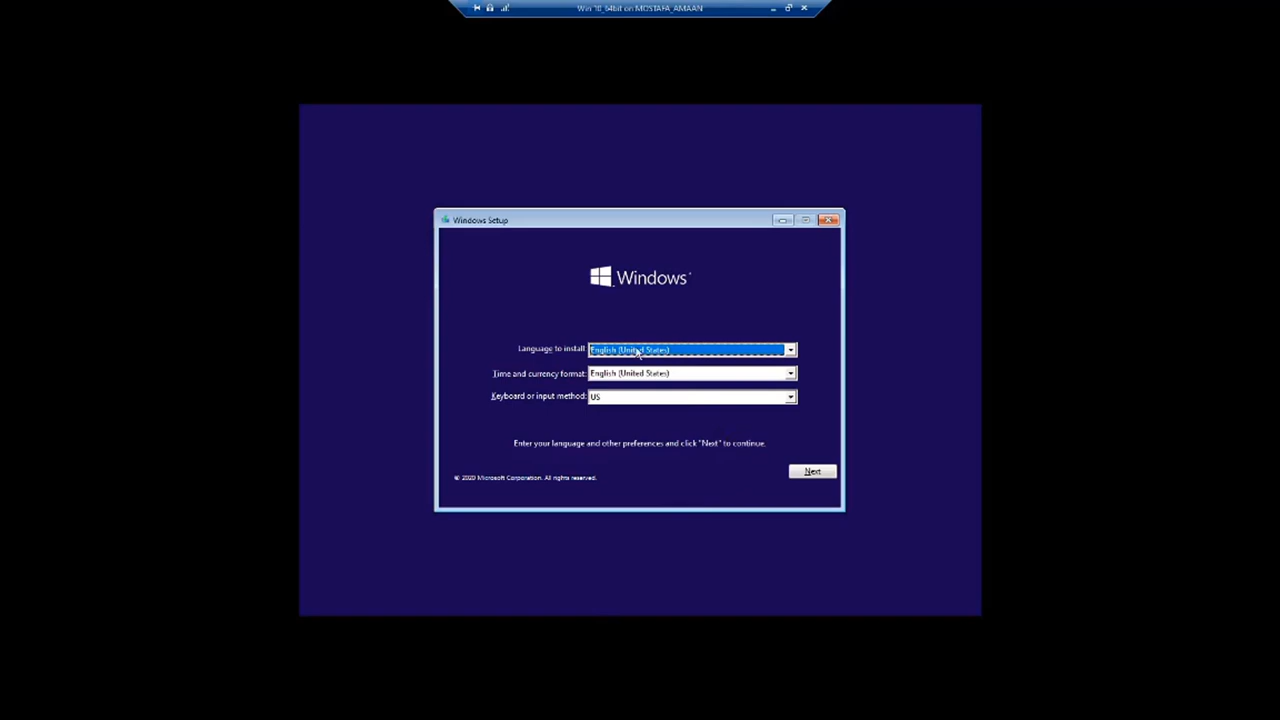 Win 10_64bit on MOSTAFA_AMAAN
Windows Setup
Windows
Language to install: English (United States)
Time and currency format: English (United States)
Keyboard or input method: US
Enter your language and other preferences and click "Next" to continue.
Next
© 2020 Microsoft Corporation. All rights reserved.